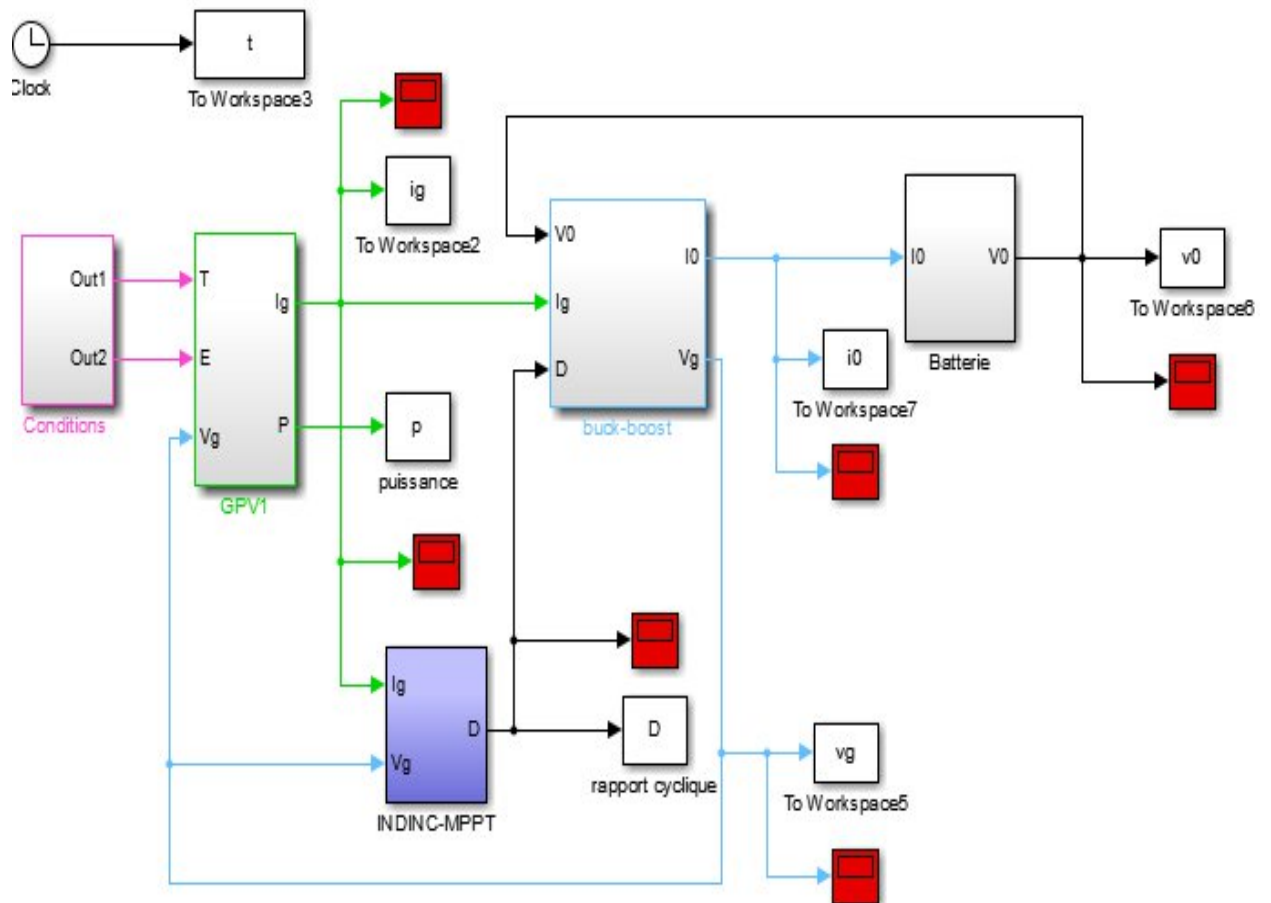 t
Clock
To Workspace3
ig
To Workspace2
Out1
Out2
Conditions
T
E
Vg
Ig
P
GPV1
p
puissance
V0
Ig
D
I0
Vg
buck-boost
I0
V0
Batterie
v0
To Workspace6
i0
To Workspace7
Ig
Vg
D
INDINC-MPPT
D
rapport cyclique
vg
To Workspace5